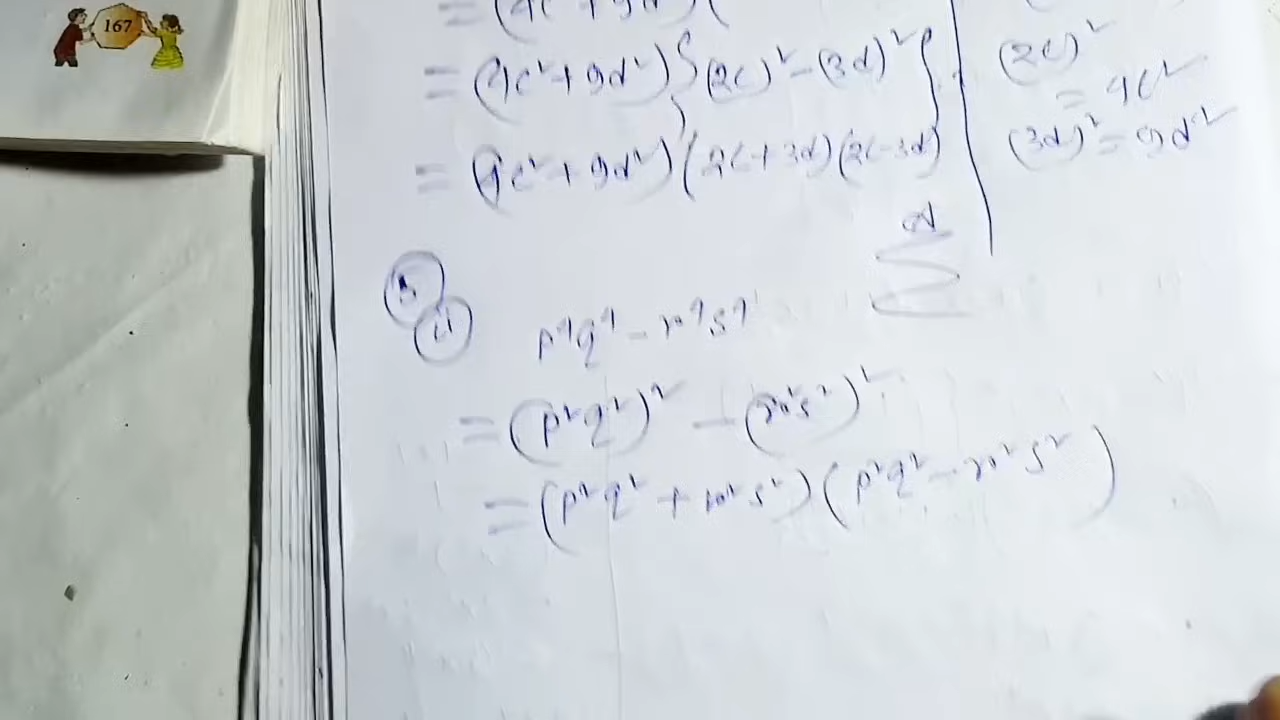 167
= (4c² + 9d²) {(2c)² - (3d)²}
= (4c² + 9d²) (2c + 3d) (2c - 3d)
(2c)²
= 4c²
(3d)² = 9d²
p⁴q⁴ - r⁴s⁴
= (p²q²)² - (r²s²)²
= (p²q² + r²s²) (p²q² - r²s²)